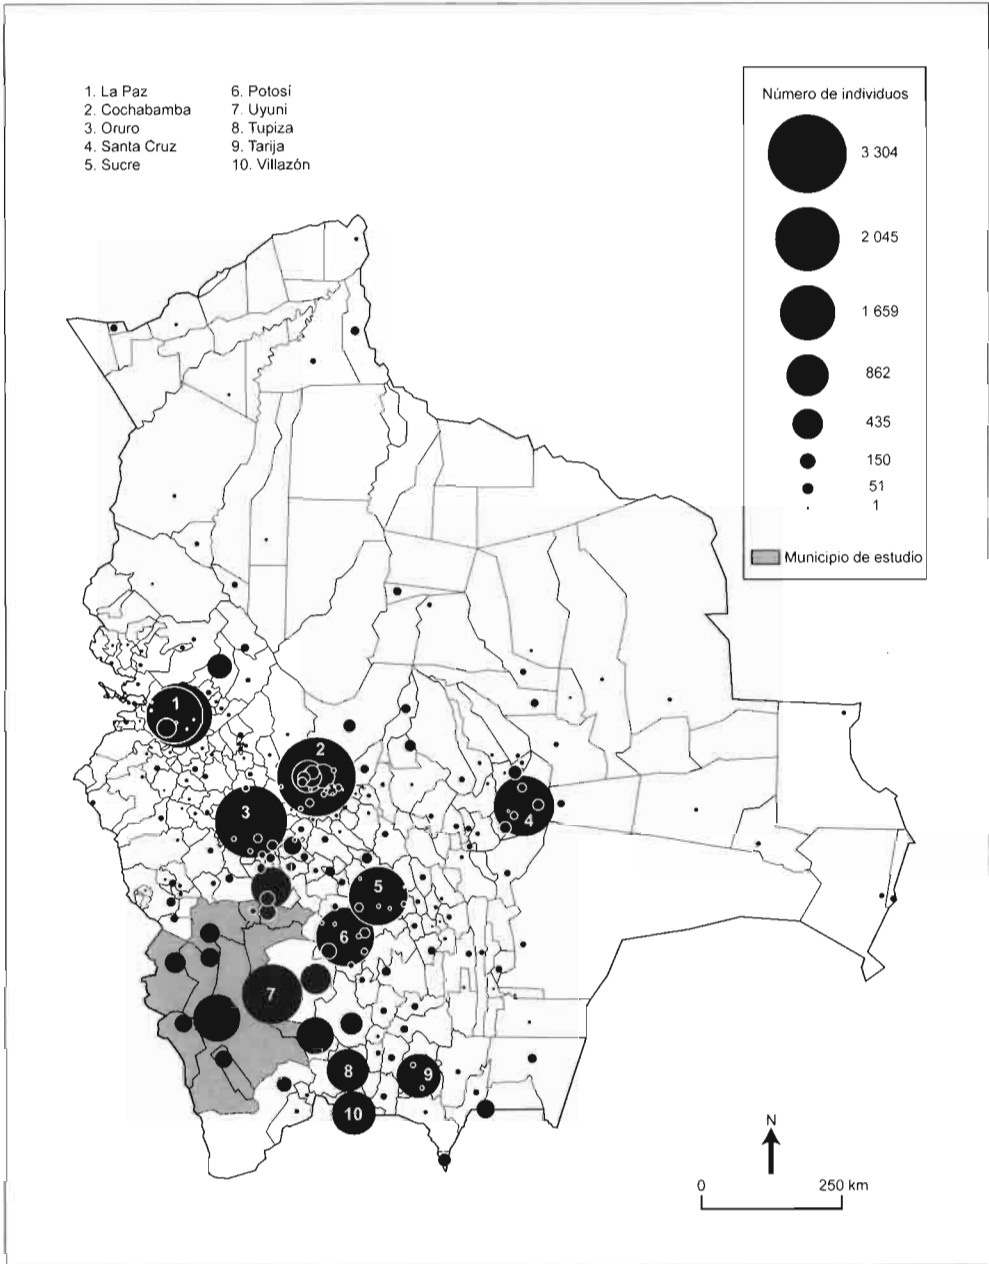 1. La Paz
2. Cochabamba
3. Oruro
4. Santa Cruz
5. Sucre
6. Potosí
7. Uyuni
8. Tupiza
9. Tarija
10. Villazón
Número de individuos
3 304
2 045
1 659
862
435
150
51
1
Municipio de estudio
1
2
3
4
5
6
7
8
9
10
N
0
250 km